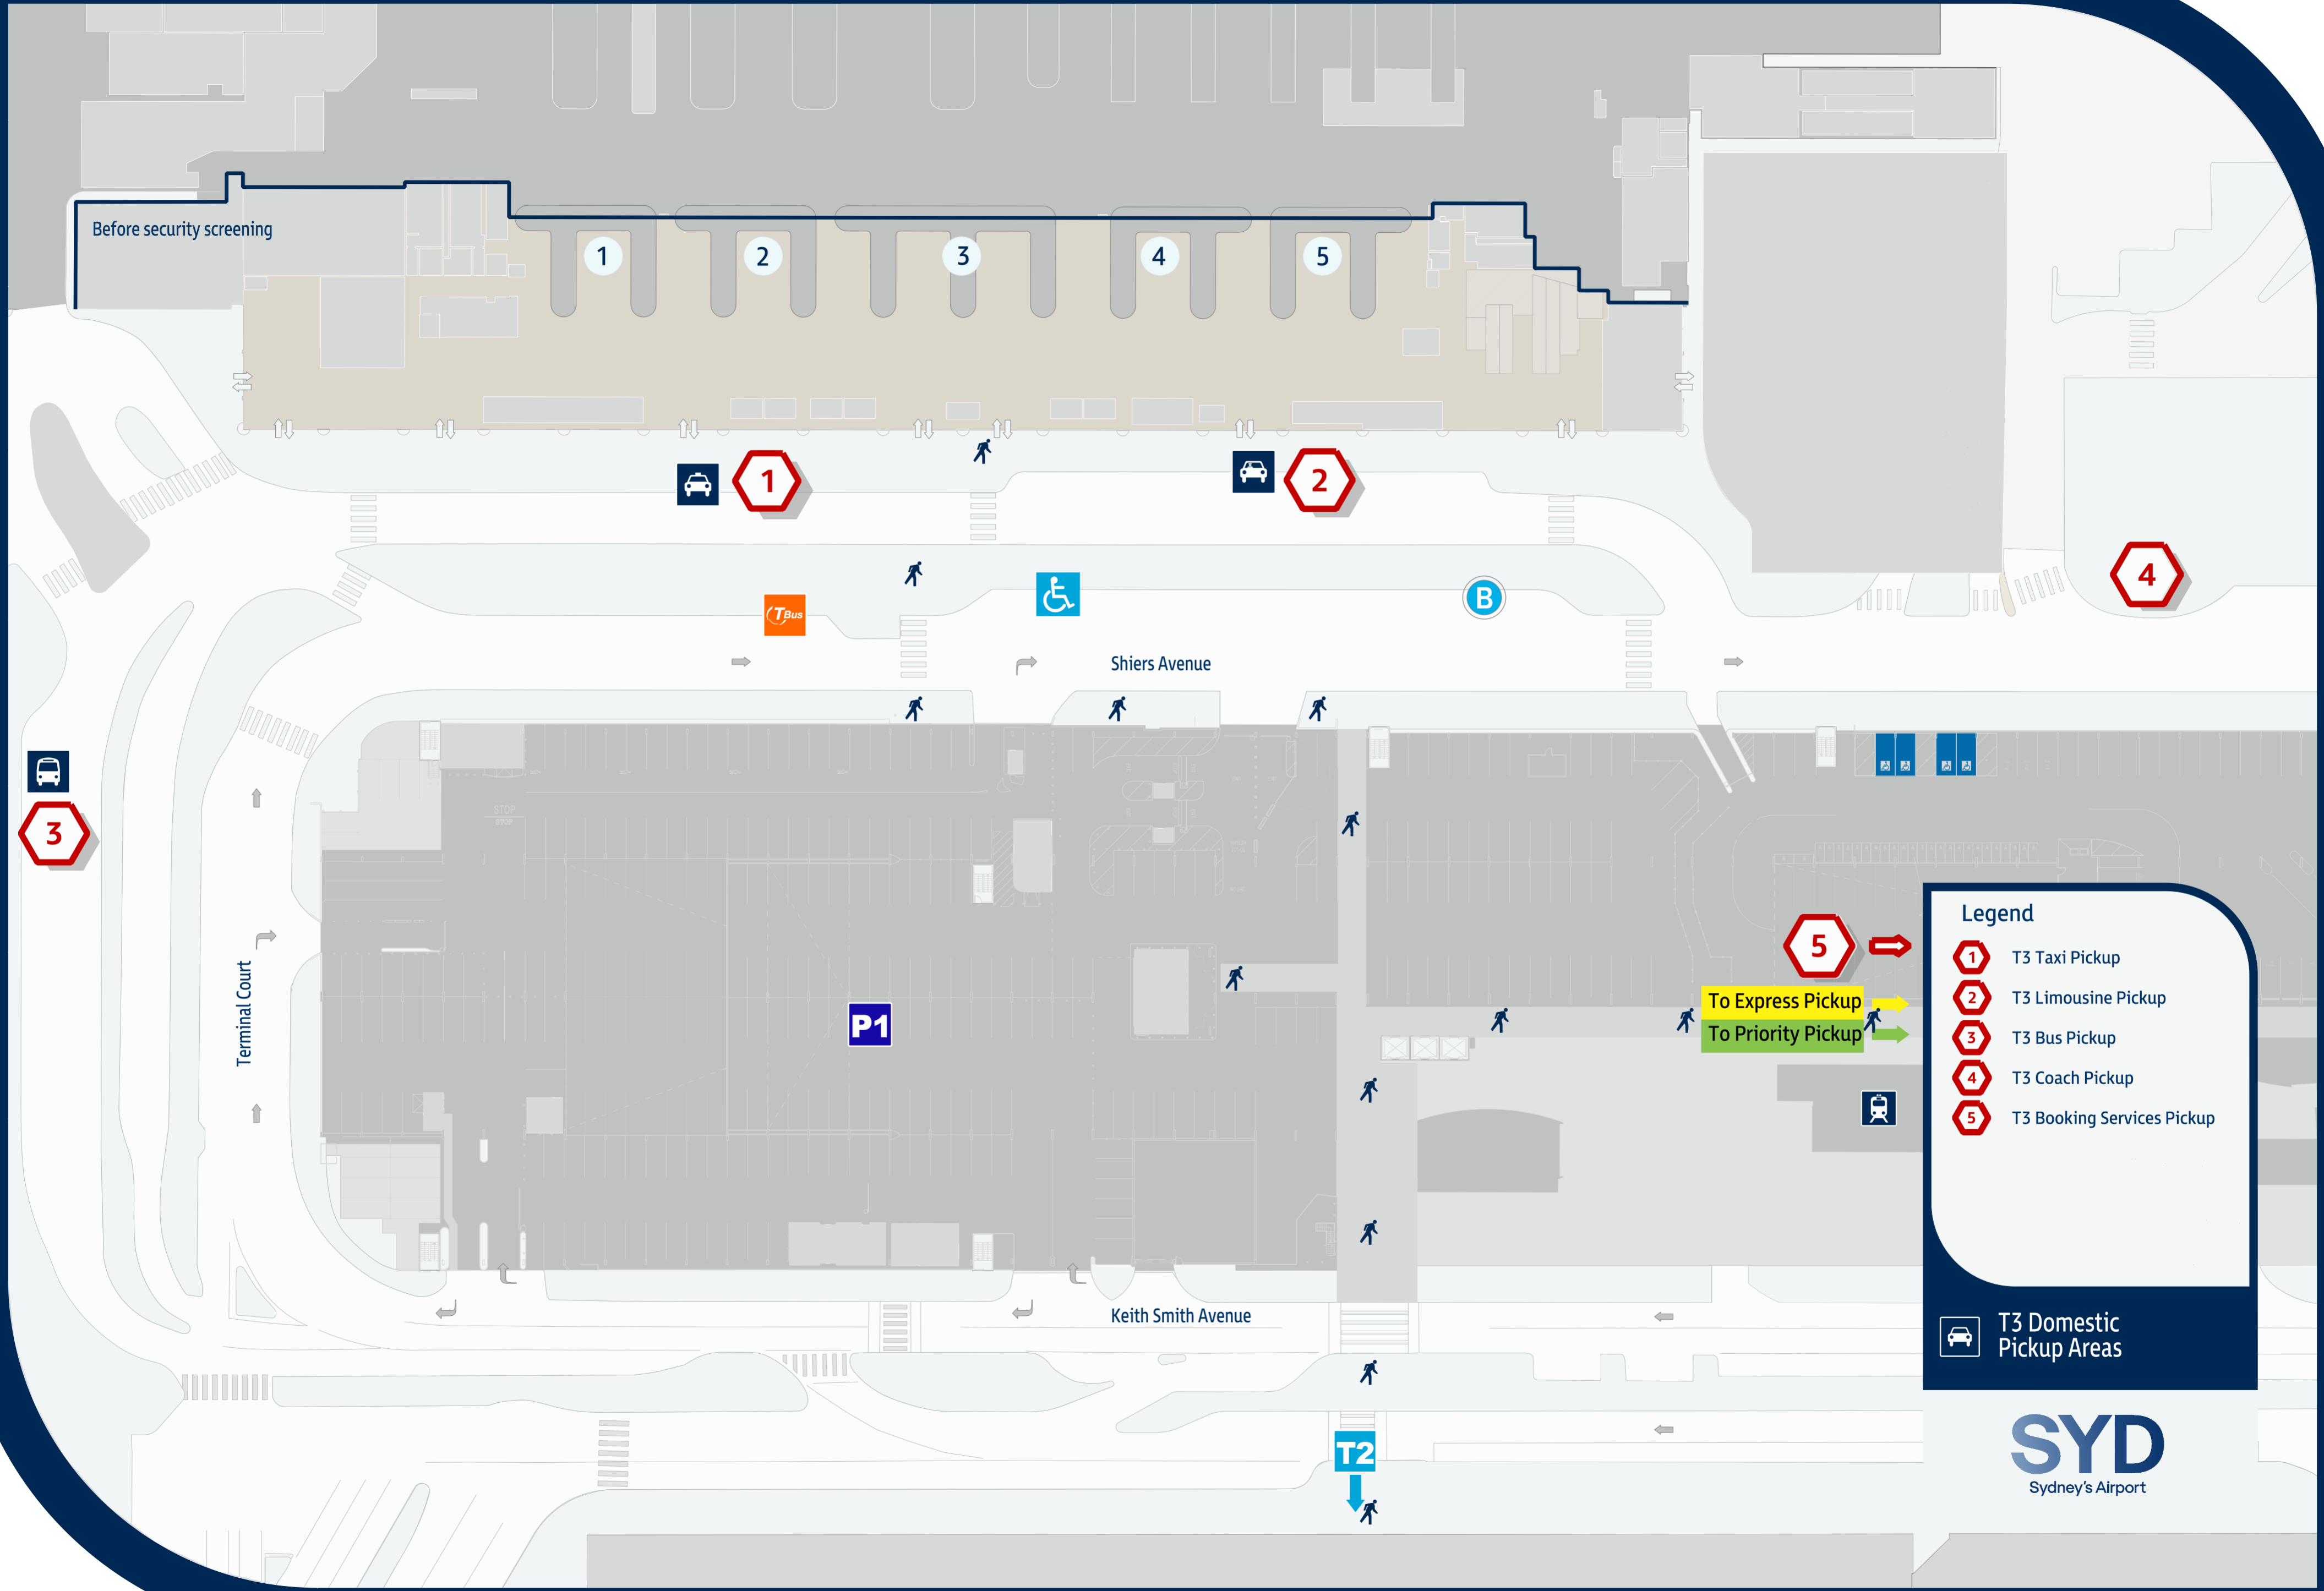 Before security screening
1
2
3
4
5
1
2
4
TBus
B
Shiers Avenue
3
STOP
Terminal Court
P1
5
To Express Pickup
To Priority Pickup
Legend
1 T3 Taxi Pickup
2 T3 Limousine Pickup
3 T3 Bus Pickup
4 T3 Coach Pickup
5 T3 Booking Services Pickup
Keith Smith Avenue
T3 Domestic
Pickup Areas
T2
SYD
Sydney's Airport